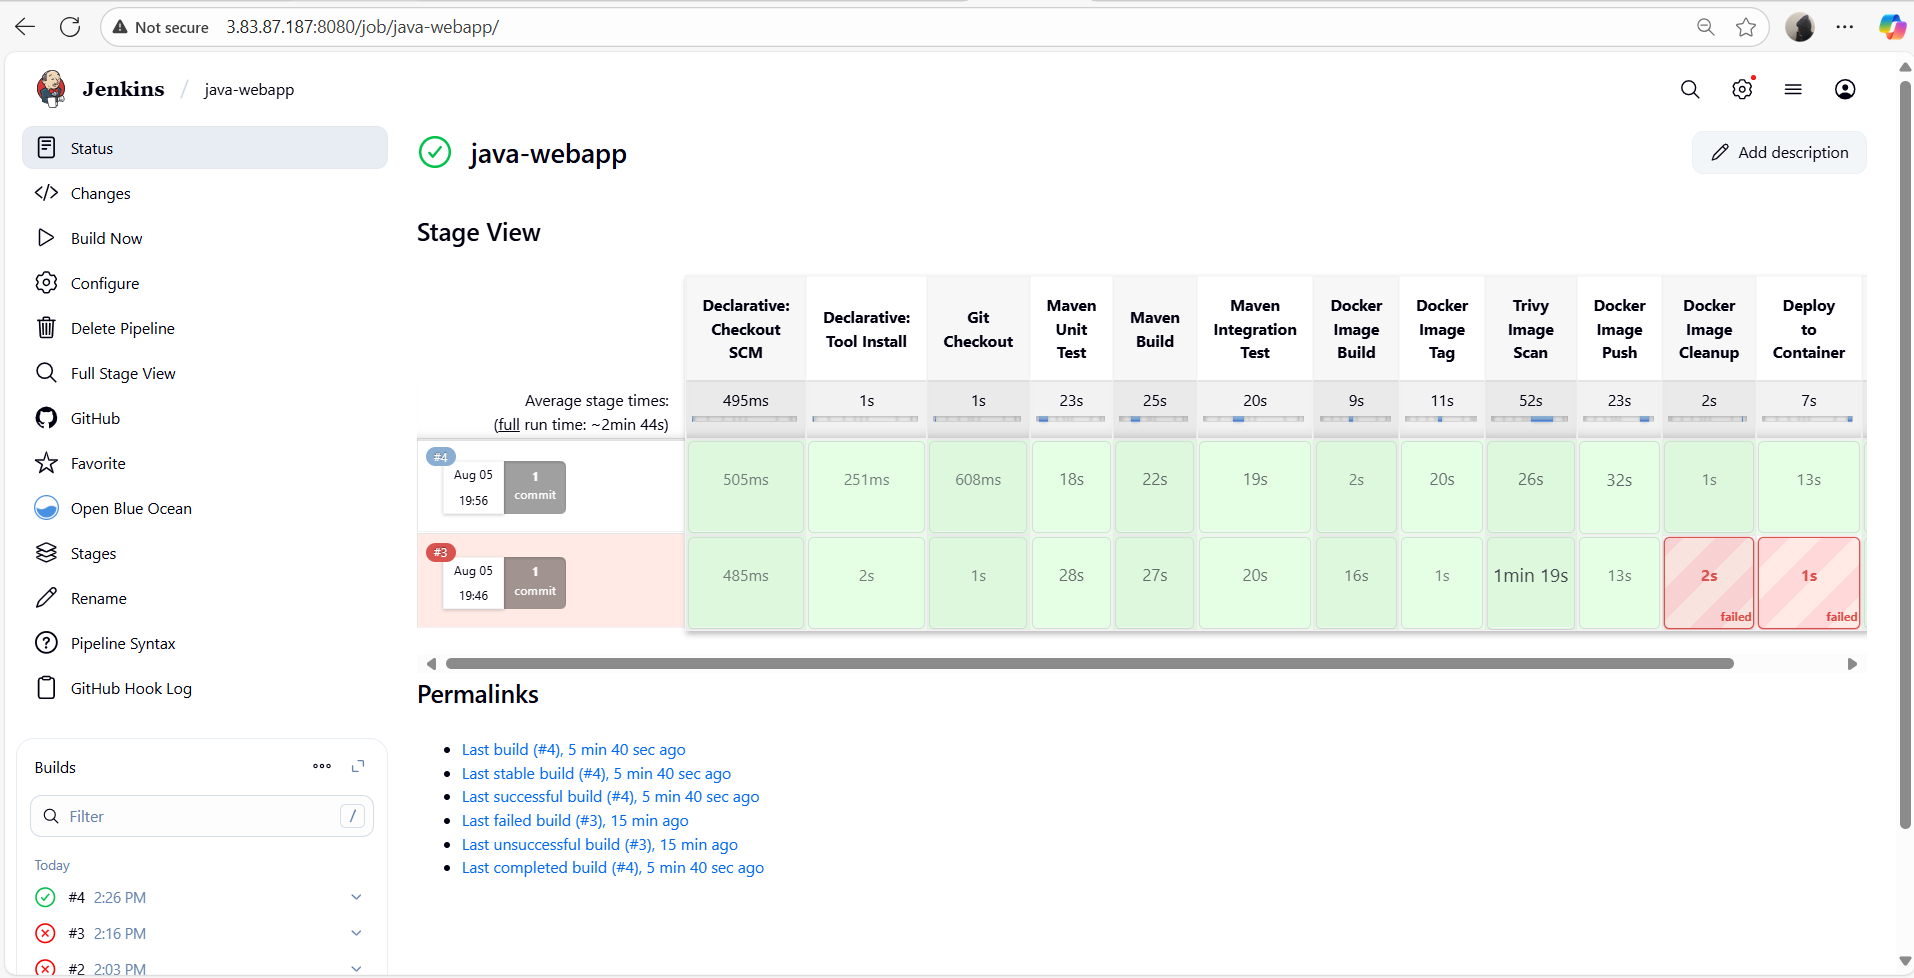 Not secure 3.83.87.187:8080/job/java-webapp/
Jenkins / java-webapp
Status
Changes
Build Now
Configure
Delete Pipeline
Full Stage View
GitHub
Favorite
Open Blue Ocean
Stages
Rename
Pipeline Syntax
GitHub Hook Log
Builds
Filter /
Today
#4 2:26 PM
#3 2:16 PM
#2 2:03 PM
java-webapp
Add description
Stage View
Declarative: Checkout SCM
Declarative: Tool Install
Git Checkout
Maven Unit Test
Maven Build
Maven Integration Test
Docker Image Build
Docker Image Tag
Trivy Image Scan
Docker Image Push
Docker Image Cleanup
Deploy to Container
Average stage times:
(full run time: ~2min 44s)
495ms 1s 1s 23s 25s 20s 9s 11s 52s 23s 2s 7s
#4
Aug 05
19:56
1
commit
505ms 251ms 608ms 18s 22s 19s 2s 20s 26s 32s 1s 13s
#3
Aug 05
19:46
1
commit
485ms 2s 1s 28s 27s 20s 16s 1s 1min 19s 13s 2s 1s
failed failed
Permalinks
Last build (#4), 5 min 40 sec ago
Last stable build (#4), 5 min 40 sec ago
Last successful build (#4), 5 min 40 sec ago
Last failed build (#3), 15 min ago
Last unsuccessful build (#3), 15 min ago
Last completed build (#4), 5 min 40 sec ago